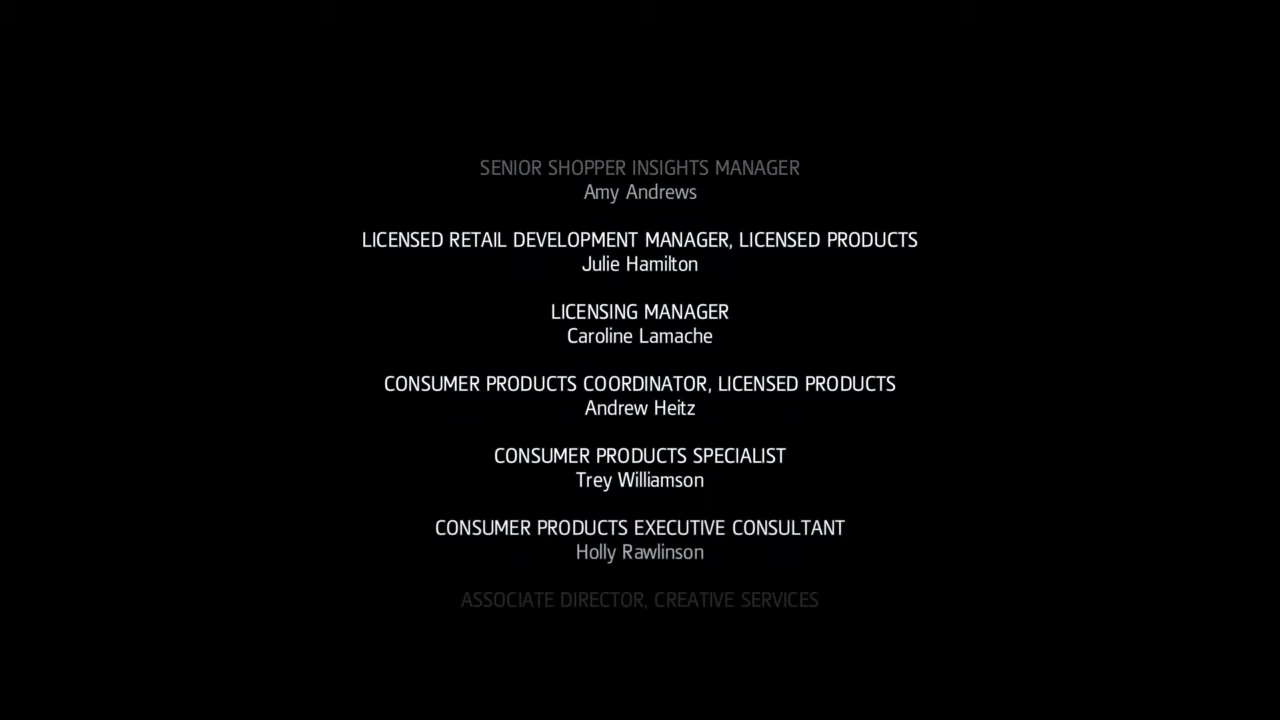 SENIOR SHOPPER INSIGHTS MANAGER
Amy Andrews
LICENSED RETAIL DEVELOPMENT MANAGER, LICENSED PRODUCTS
Julie Hamilton
LICENSING MANAGER
Caroline Lamache
CONSUMER PRODUCTS COORDINATOR, LICENSED PRODUCTS
Andrew Heitz
CONSUMER PRODUCTS SPECIALIST
Trey Williamson
CONSUMER PRODUCTS EXECUTIVE CONSULTANT
Holly Rawlinson
ASSOCIATE DIRECTOR, CREATIVE SERVICES